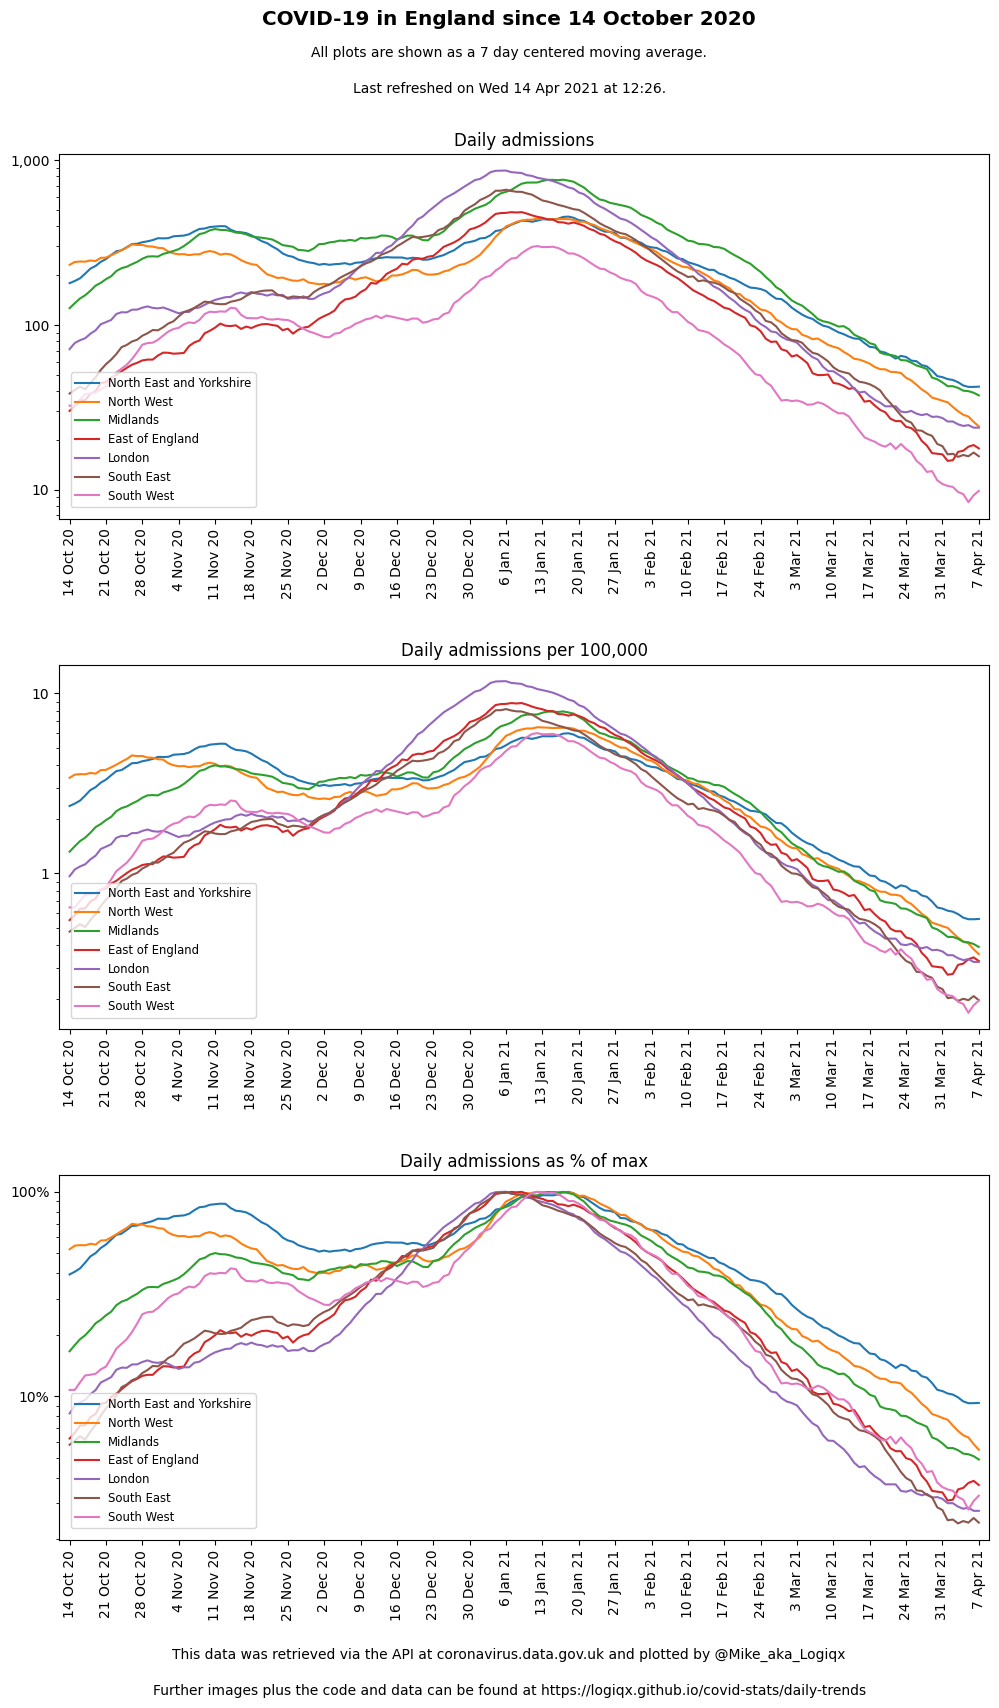 COVID-19 in England since 14 October 2020
All plots are shown as a 7 day centered moving average.
Last refreshed on Wed 14 Apr 2021 at 12:26.
Daily admissions
1,000
100
10
North East and Yorkshire
North West
Midlands
East of England
London
South East
South West
14 Oct 20
21 Oct 20
28 Oct 20
4 Nov 20
11 Nov 20
18 Nov 20
25 Nov 20
2 Dec 20
9 Dec 20
16 Dec 20
23 Dec 20
30 Dec 20
6 Jan 21
13 Jan 21
20 Jan 21
27 Jan 21
3 Feb 21
10 Feb 21
17 Feb 21
24 Feb 21
3 Mar 21
10 Mar 21
17 Mar 21
24 Mar 21
31 Mar 21
7 Apr 21
Daily admissions per 100,000
10
1
North East and Yorkshire
North West
Midlands
East of England
London
South East
South West
14 Oct 20
21 Oct 20
28 Oct 20
4 Nov 20
11 Nov 20
18 Nov 20
25 Nov 20
2 Dec 20
9 Dec 20
16 Dec 20
23 Dec 20
30 Dec 20
6 Jan 21
13 Jan 21
20 Jan 21
27 Jan 21
3 Feb 21
10 Feb 21
17 Feb 21
24 Feb 21
3 Mar 21
10 Mar 21
17 Mar 21
24 Mar 21
31 Mar 21
7 Apr 21
Daily admissions as % of max
100%
10%
North East and Yorkshire
North West
Midlands
East of England
London
South East
South West
14 Oct 20
21 Oct 20
28 Oct 20
4 Nov 20
11 Nov 20
18 Nov 20
25 Nov 20
2 Dec 20
9 Dec 20
16 Dec 20
23 Dec 20
30 Dec 20
6 Jan 21
13 Jan 21
20 Jan 21
27 Jan 21
3 Feb 21
10 Feb 21
17 Feb 21
24 Feb 21
3 Mar 21
10 Mar 21
17 Mar 21
24 Mar 21
31 Mar 21
7 Apr 21
This data was retrieved via the API at coronavirus.data.gov.uk and plotted by @Mike_aka_Logiqx
Further images plus the code and data can be found at https://logiqx.github.io/covid-stats/daily-trends